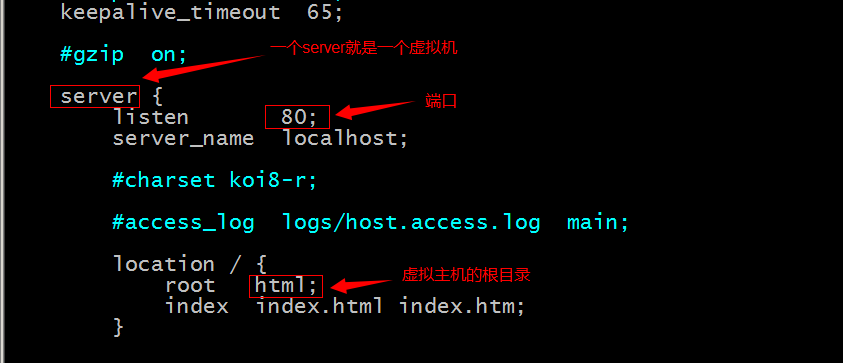 keepalive_timeout  65;
#gzip  on;
一个server就是一个虚拟机
server {
listen       80;
端口
server_name  localhost;
#charset koi8-r;
#access_log  logs/host.access.log  main;
location / {
root   html;
虚拟主机的根目录
index  index.html index.htm;
}